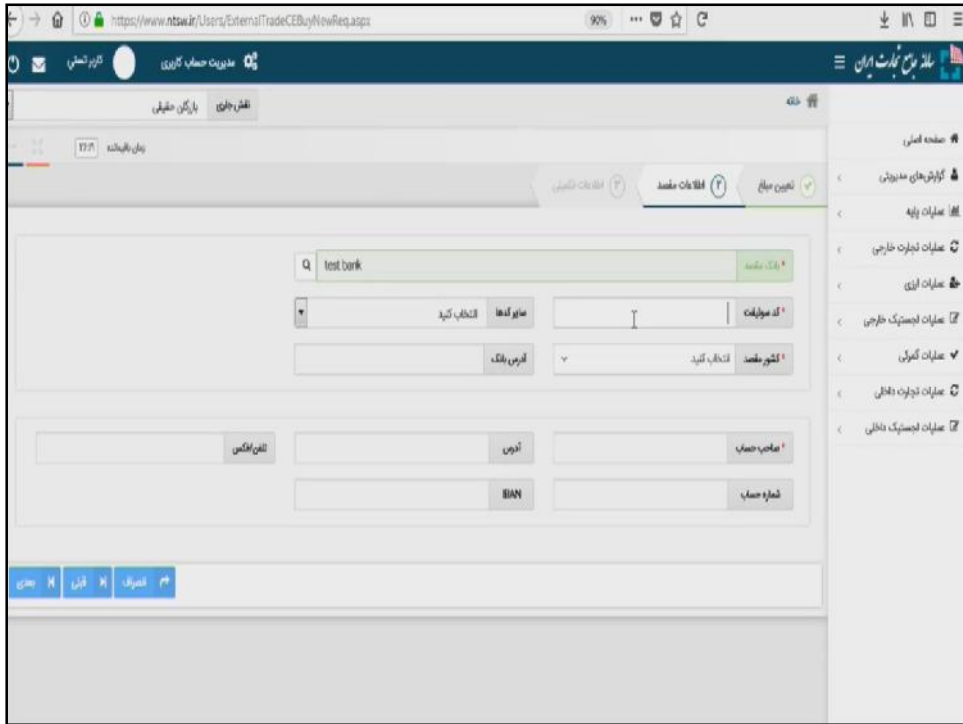 https://www.ntsw.ir/Users/ExternalTradeCEBuyNewReq.aspx
90%
سامانه جامع تجارت ایران
مدیریت حساب کاربری
کاربر تستی
خانه
نقش جاری
بازرگان حقیقی
زمان باقیمانده
صفحه اصلی
گزارش‌های مدیریتی
عملیات پایه
عملیات تجارت خارجی
عملیات ارزی
عملیات لجستیک خارجی
عملیات گمرکی
عملیات تجارت داخلی
عملیات لجستیک داخلی
تعیین مبلغ
۲ اطلاعات مقصد
۳ اطلاعات تکمیلی
* بانک مقصد test bank
* کد سوئیفت
سایر کدها انتخاب کنید
* کشور مقصد انتخاب کنید
آدرس بانک
* صاحب حساب
آدرس
تلفن/فکس
شماره حساب
IBAN
انصراف
قبلی
بعدی